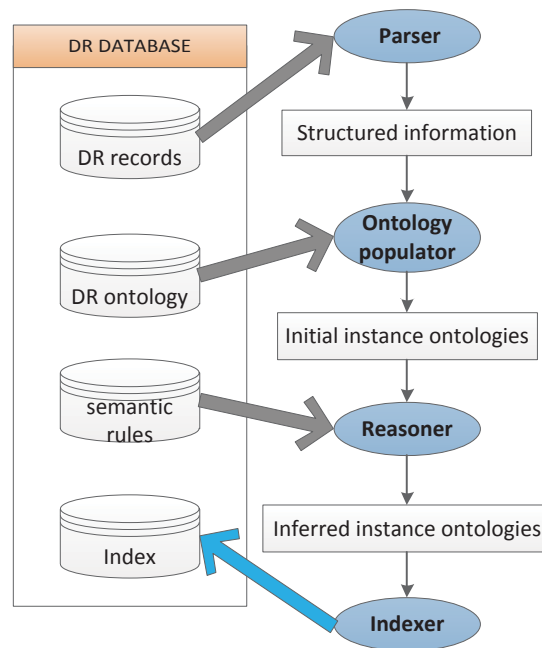 DR DATABASE
DR records
DR ontology
semantic
rules
Index
Parser
Structured information
Ontology
populator
Initial instance ontologies
Reasoner
Inferred instance ontologies
Indexer